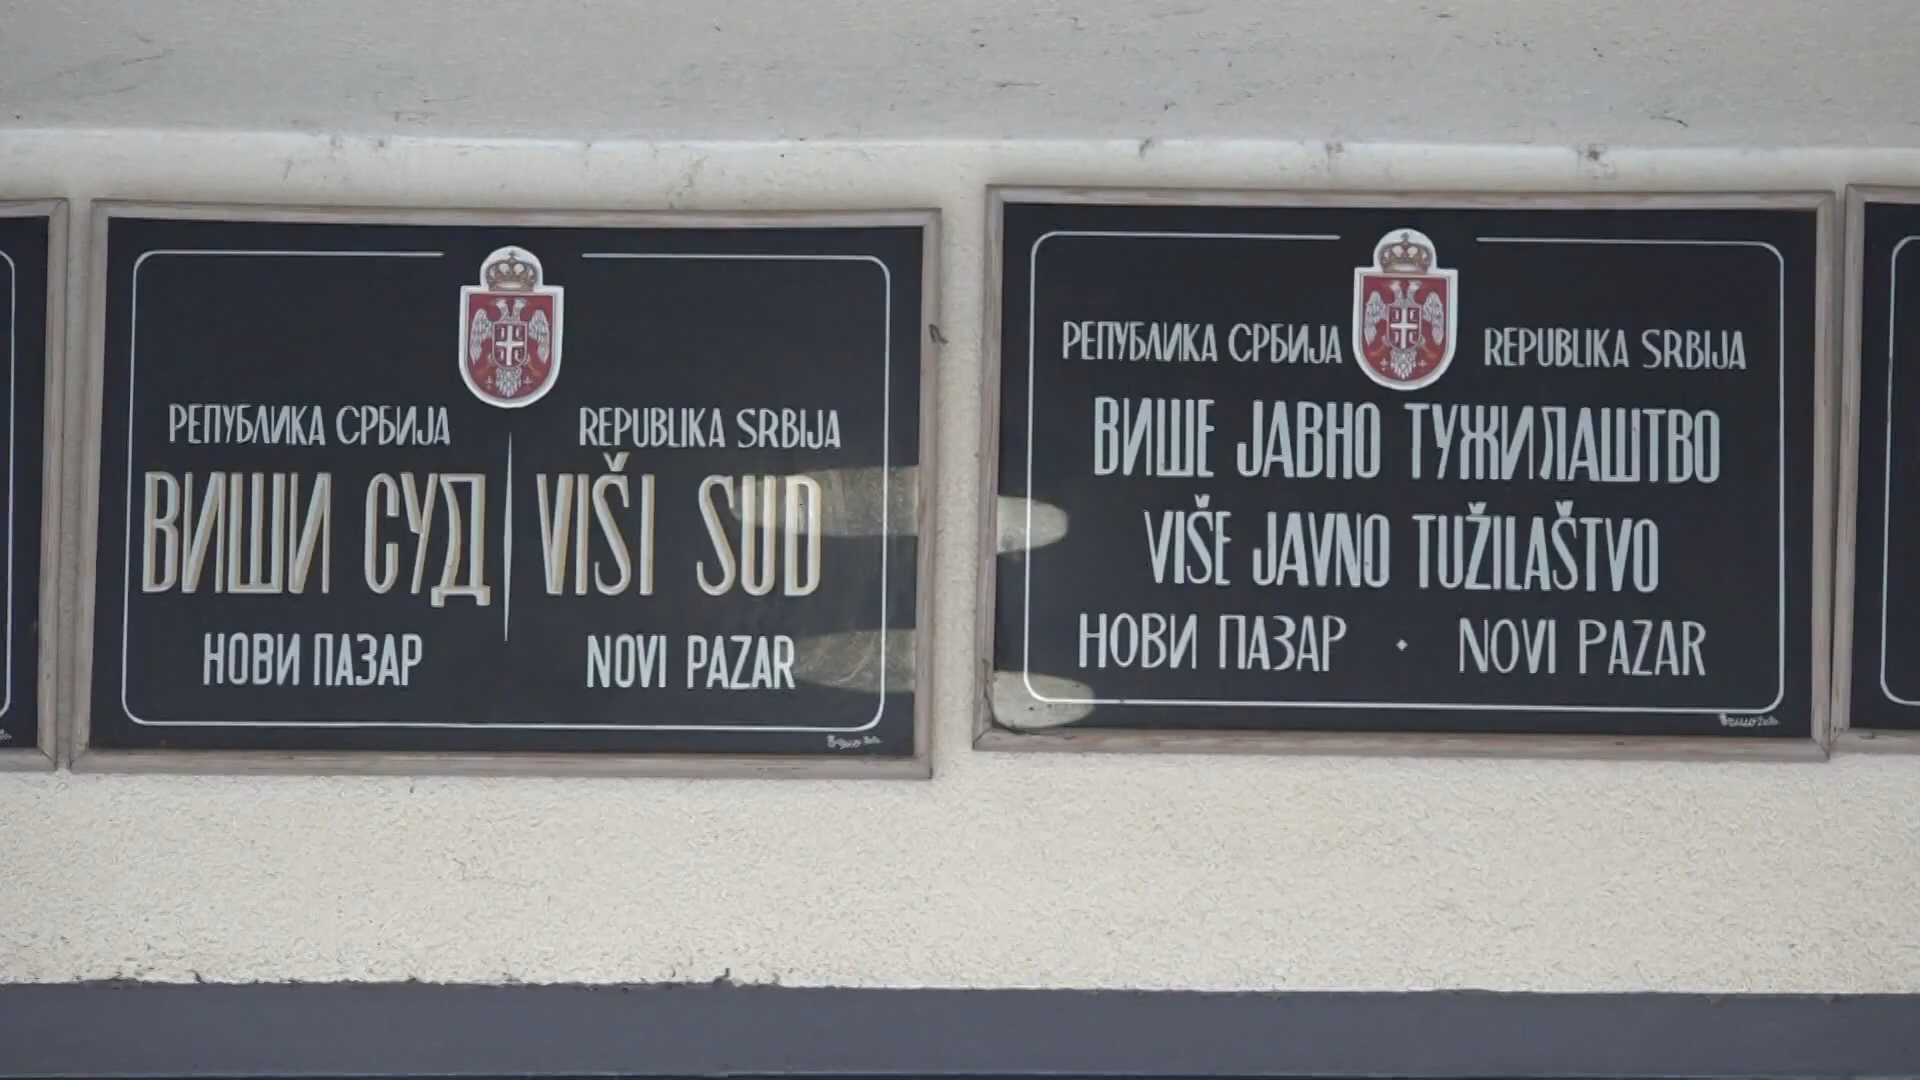 РЕПУБЛИКА СРБИЈА
REPUBLIKA SRBIJA
ВИШИ СУД
VIŠI SUD
НОВИ ПАЗАР
NOVI PAZAR
РЕПУБЛИКА СРБИЈА
REPUBLIKA SRBIJA
ВИШЕ ЈАВНО ТУЖИЛАШТВО
VIŠE JAVNO TUŽILAŠTVO
НОВИ ПАЗАР · NOVI PAZAR